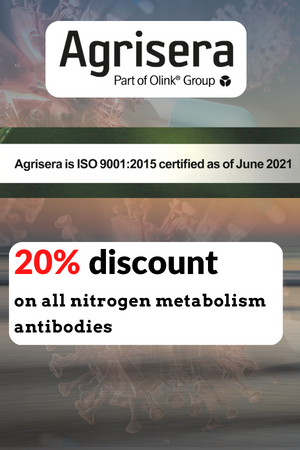 Agrisera
Part of Olink® Group
Agrisera is ISO 9001:2015 certified as of June 2021
20% discount
on all nitrogen metabolism
antibodies